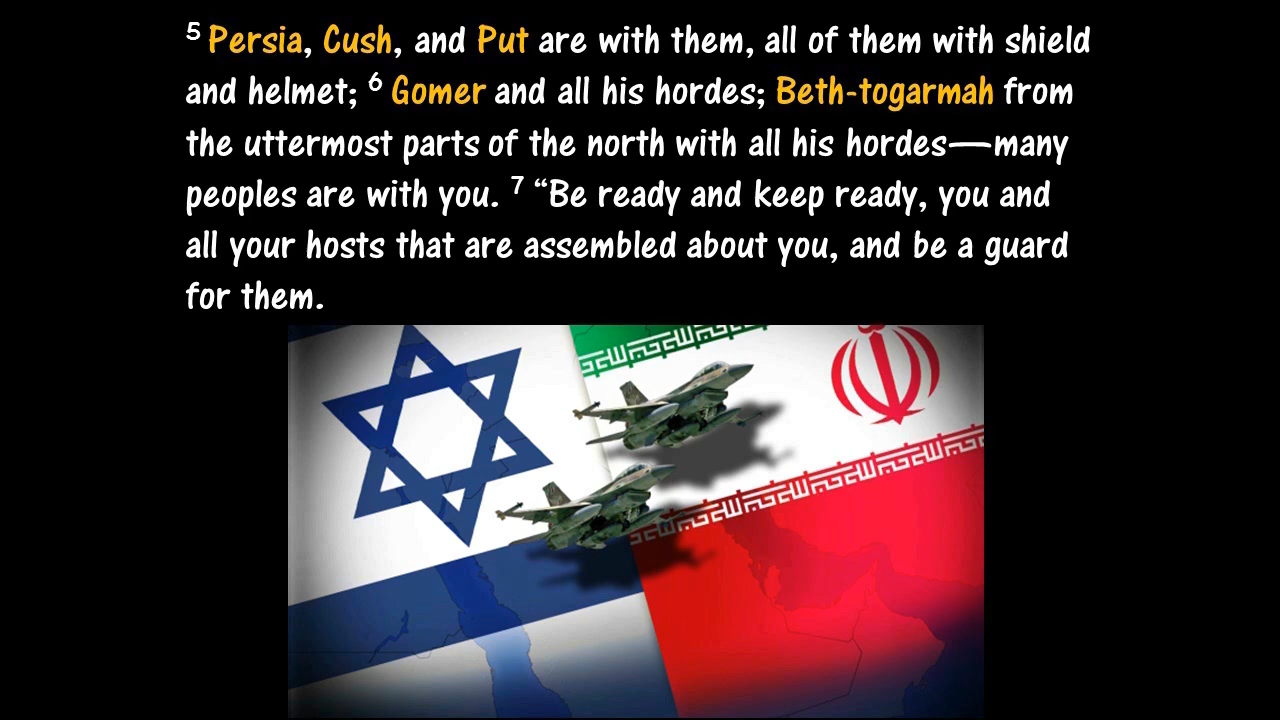 ⁵ Persia, Cush, and Put are with them, all of them with shield
and helmet; ⁶ Gomer and all his hordes; Beth-togarmah from
the uttermost parts of the north with all his hordes—many
peoples are with you. ⁷ “Be ready and keep ready, you and
all your hosts that are assembled about you, and be a guard
for them.